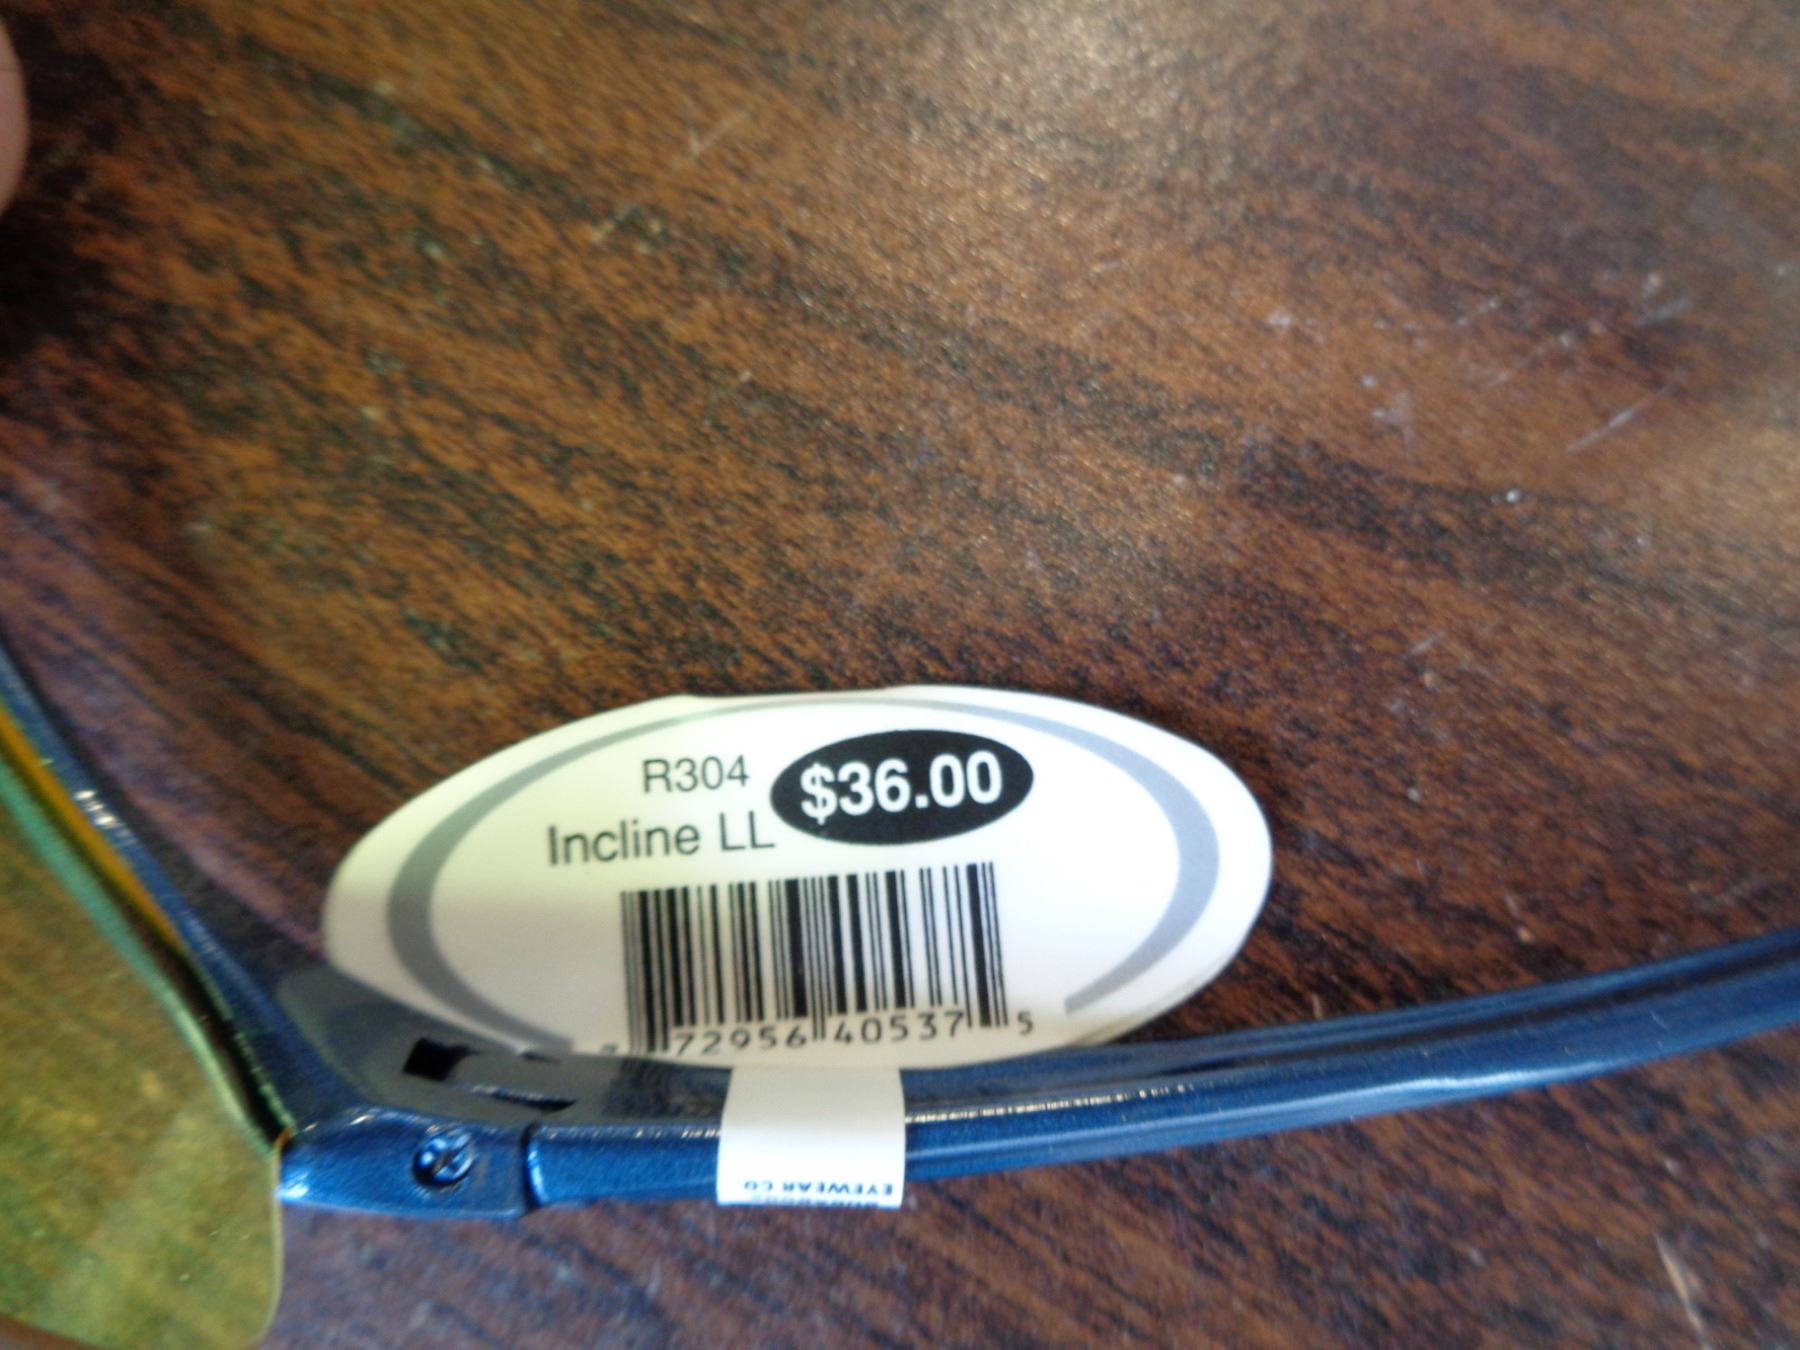 R304
$36.00
Incline LL
72956 40537 5
EYEWEAR CO